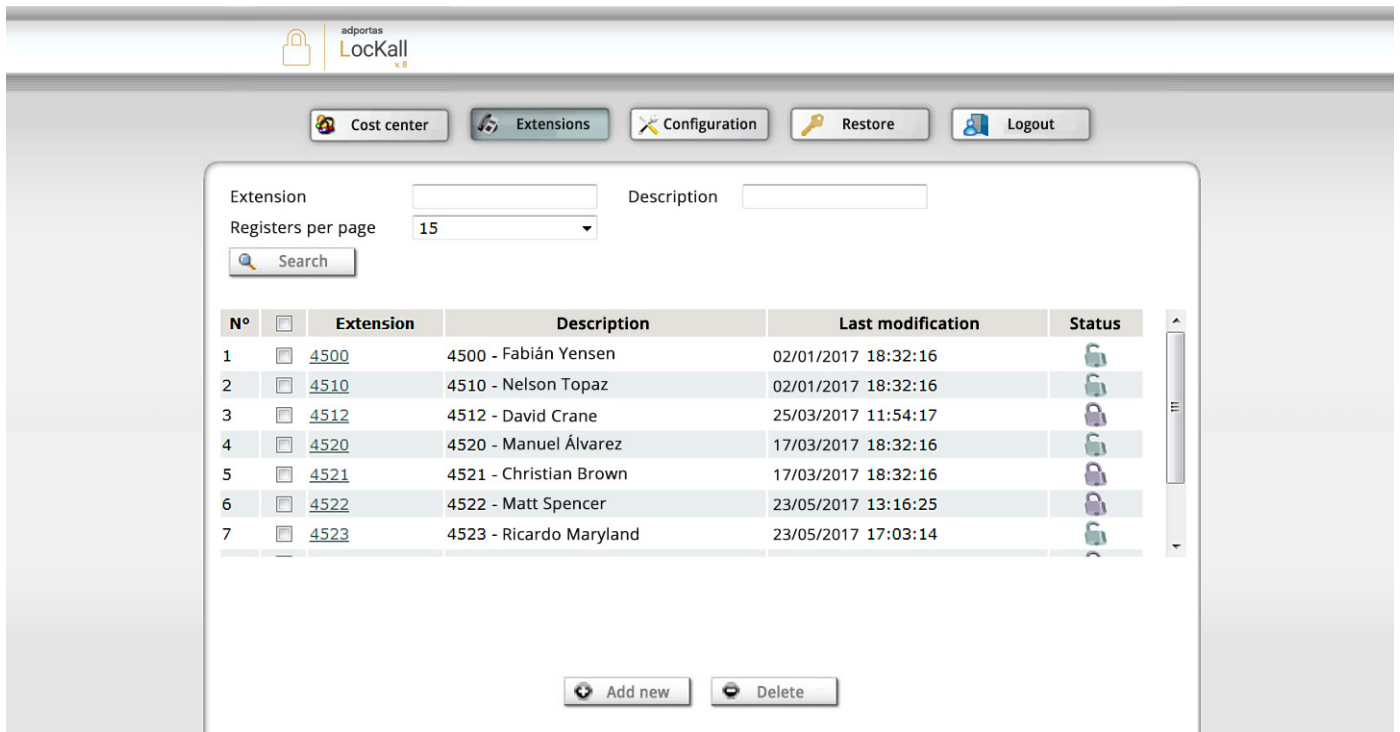 adportas
LocKall
v. 8
Cost center Extensions Configuration Restore Logout
Extension Description
Registers per page 15
Search
Nº Extension Description Last modification Status
1 4500 4500 - Fabián Yensen 02/01/2017 18:32:16
2 4510 4510 - Nelson Topaz 02/01/2017 18:32:16
3 4512 4512 - David Crane 25/03/2017 11:54:17
4 4520 4520 - Manuel Álvarez 17/03/2017 18:32:16
5 4521 4521 - Christian Brown 17/03/2017 18:32:16
6 4522 4522 - Matt Spencer 23/05/2017 13:16:25
7 4523 4523 - Ricardo Maryland 23/05/2017 17:03:14
Add new Delete